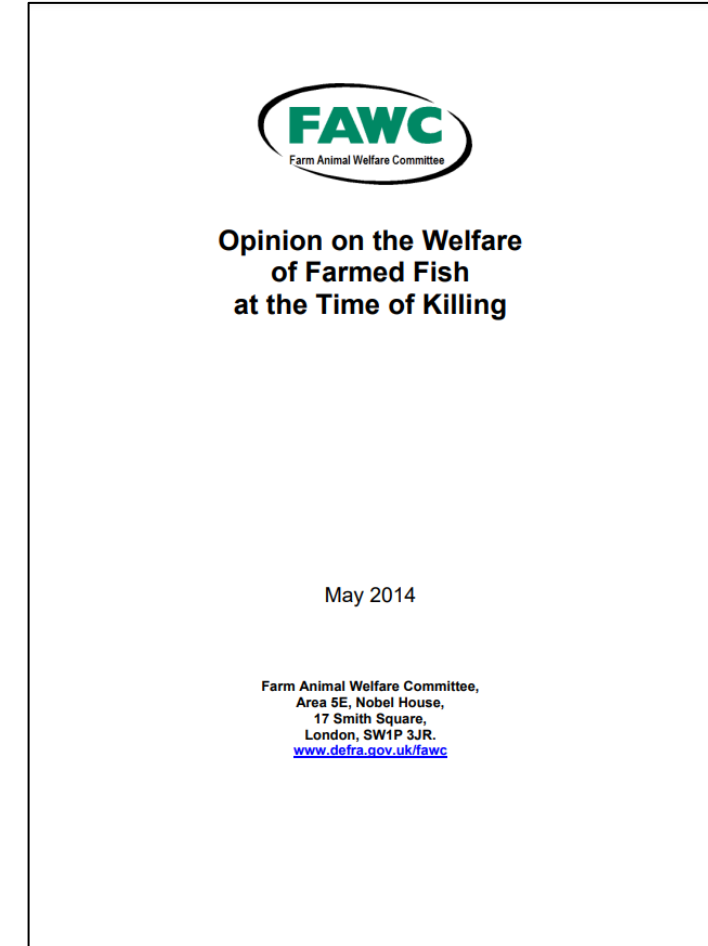 FAWC
Farm Animal Welfare Committee
Opinion on the Welfare
of Farmed Fish
at the Time of Killing
May 2014
Farm Animal Welfare Committee,
Area 5E, Nobel House,
17 Smith Square,
London, SW1P 3JR.
www.defra.gov.uk/fawc